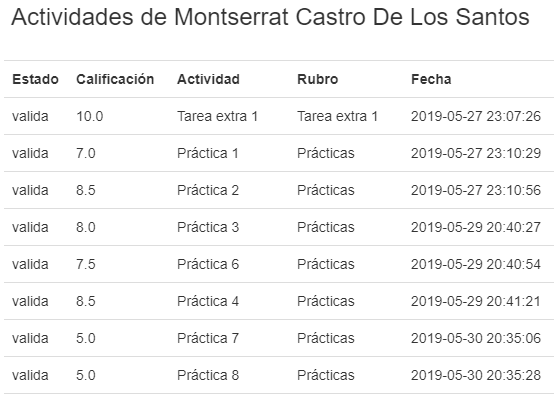 Actividades de Montserrat Castro De Los Santos
Estado Calificación Actividad Rubro Fecha
valida 10.0 Tarea extra 1 Tarea extra 1 2019-05-27 23:07:26
valida 7.0 Práctica 1 Prácticas 2019-05-27 23:10:29
valida 8.5 Práctica 2 Prácticas 2019-05-27 23:10:56
valida 8.0 Práctica 3 Prácticas 2019-05-29 20:40:27
valida 7.5 Práctica 6 Prácticas 2019-05-29 20:40:54
valida 8.5 Práctica 4 Prácticas 2019-05-29 20:41:21
valida 5.0 Práctica 7 Prácticas 2019-05-30 20:35:06
valida 5.0 Práctica 8 Prácticas 2019-05-30 20:35:28